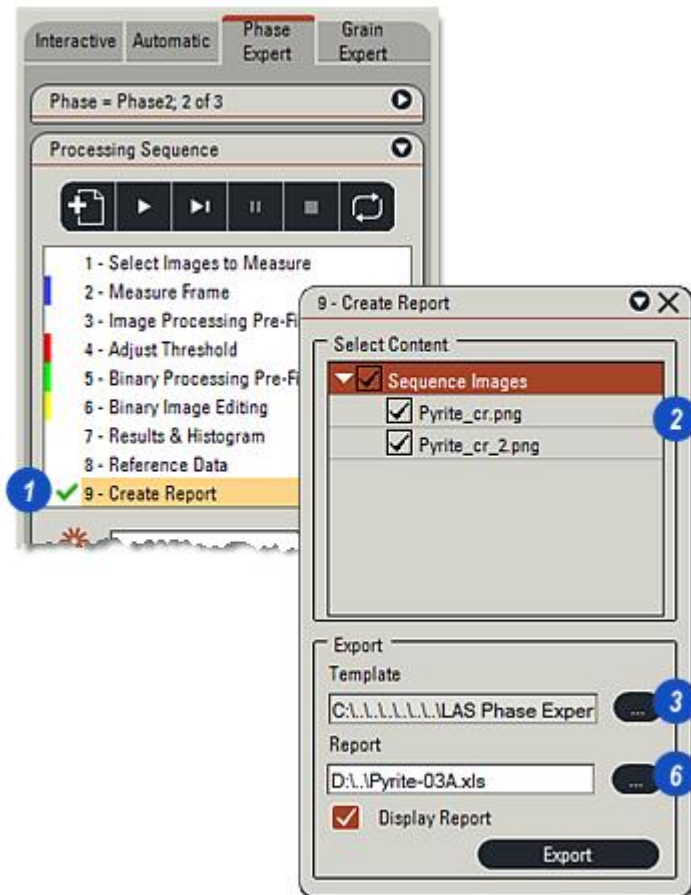 Interactive Automatic Phase Expert Grain Expert
Phase = Phase2; 2 of 3
Processing Sequence
1 - Select Images to Measure
2 - Measure Frame
3 - Image Processing Pre-Fi
4 - Adjust Threshold
5 - Binary Processing Pre-Fi
6 - Binary Image Editing
7 - Results & Histogram
8 - Reference Data
1 9 - Create Report
9 - Create Report
Select Content
Sequence Images
Pyrite_cr.png
2
Pyrite_cr_2.png
Export
Template
C:\..\..\..\..\..\..\LAS Phase Exper ... 3
Report
D:\..\Pyrite-03A.xls ... 6
Display Report
Export